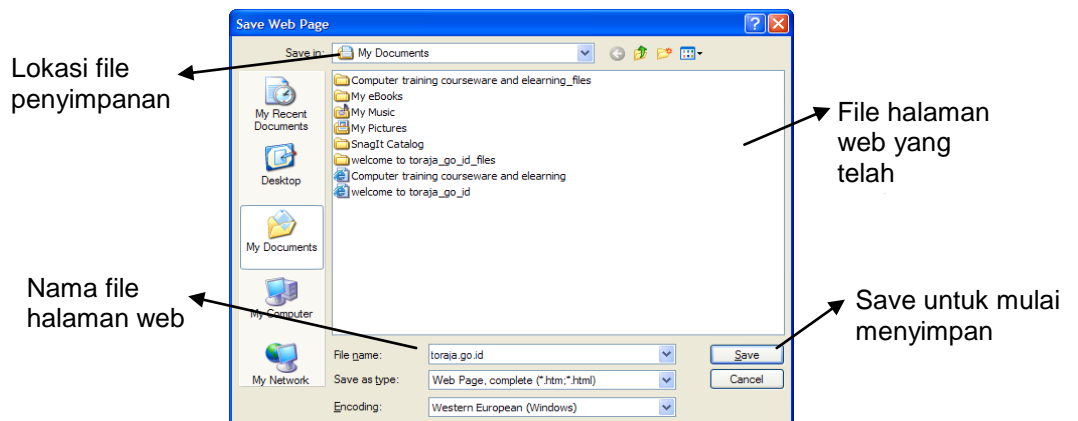 Save Web Page
Save in:
My Documents
Lokasi file
penyimpanan
My Recent
Documents
Desktop
My Documents
My Computer
My Network
Computer training courseware and elearning_files
My eBooks
My Music
My Pictures
SnagIt Catalog
welcome to toraja_go_id_files
Computer training courseware and elearning
welcome to toraja_go_id
File halaman
web yang
telah
Nama file
halaman web
File name:
toraja.go.id
Save
Save as type:
Web Page, complete (*.htm;*.html)
Cancel
Encoding:
Western European (Windows)
Save untuk mulai
menyimpan